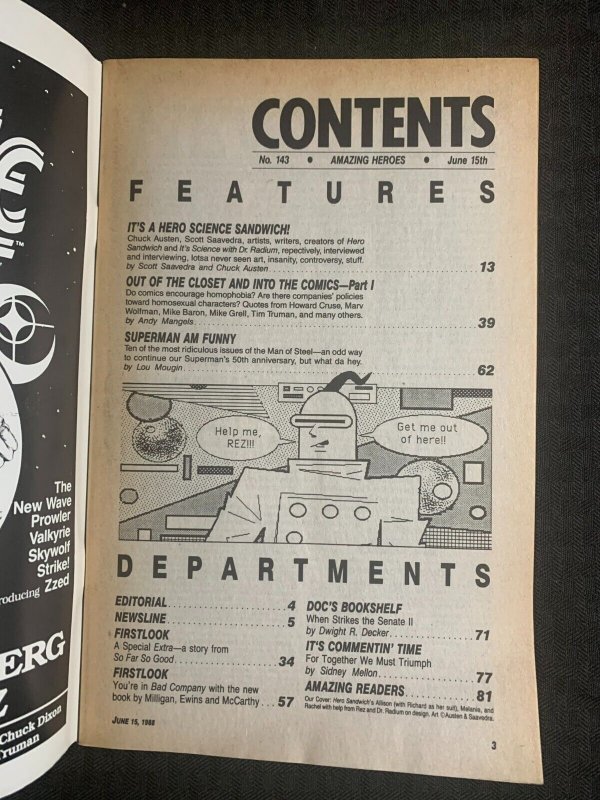 CONTENTS
No. 143 • AMAZING HEROES • June 15th
FEATURES
IT'S A HERO SCIENCE SANDWICH!
Chuck Austen, Scott Saavedra, artists, writers, creators of Hero
Sandwich and It's Science with Dr. Radium, repectively, interviewed
and interviewing, lotsa never seen art, insanity, controversy, stuff.
by Scott Saavedra and Chuck Austen 13
OUT OF THE CLOSET AND INTO THE COMICS—Part I
Do comics encourage homophobia? Are there companies' policies
toward homosexual characters? Quotes from Howard Cruse, Marv
Wolfman, Mike Baron, Mike Grell, Tim Truman, and many others.
by Andy Mangels 39
SUPERMAN AM FUNNY
Ten of the most ridiculous issues of the Man of Steel—an odd way
to continue our Superman's 50th anniversary, but what da hey.
by Lou Mougin 62
Help me,
REZ!!!
Get me out
of here!!
DEPARTMENTS
EDITORIAL 4
NEWSLINE 5
FIRSTLOOK
A Special Extra—a story from
So Far So Good 34
FIRSTLOOK
You're in Bad Company with the new
book by Milligan, Ewins and McCarthy 57
DOC'S BOOKSHELF
When Strikes the Senate II
by Dwight R. Decker 71
IT'S COMMENTIN' TIME
For Together We Must Triumph
by Sidney Mellon 77
AMAZING READERS 81
Our Cover: Hero Sandwich's Allison (with Richard as her suit), Melanie, and
Rachel with help from Rez and Dr. Radium on design. Art ©Austen & Saavedra.
JUNE 15, 1988
3
The
New Wave
Prowler
Valkyrie
Skywolf
Strike!
roducing Zzed
ERG
Z
Chuck Dixon
Truman